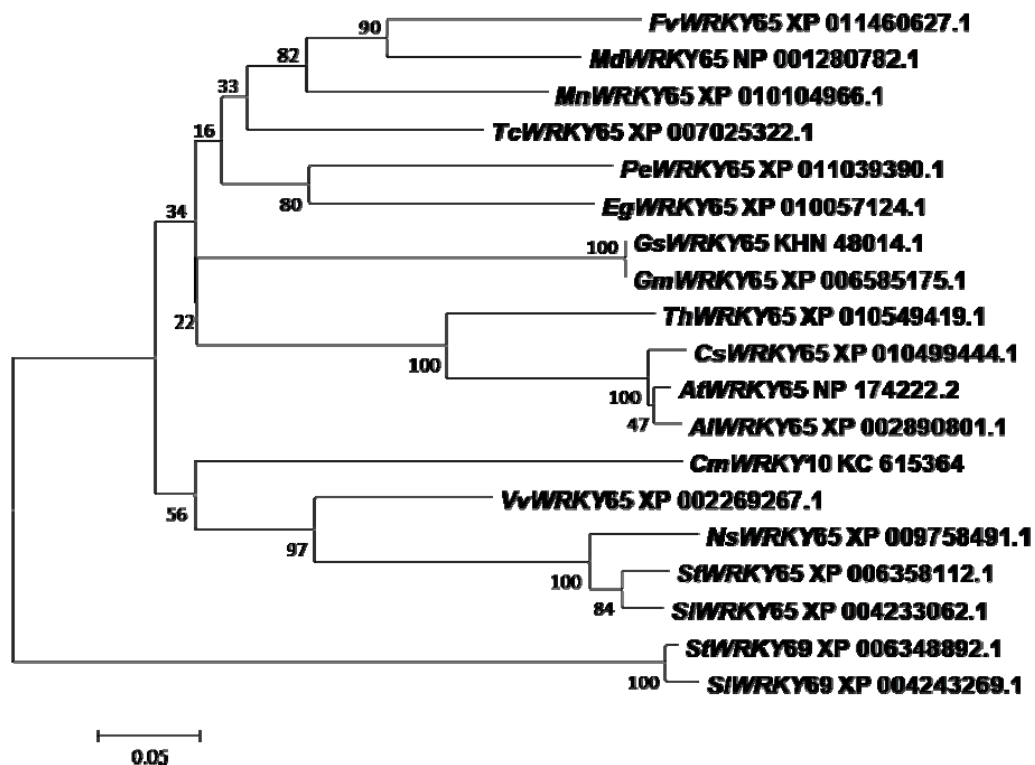 FvWRKY65 XP 011460627.1
90
MdWRKY65 NP 001280782.1
82
MnWRKY65 XP 010104966.1
33
TcWRKY65 XP 007025322.1
16
PeWRKY65 XP 011039390.1
80
EgWRKY65 XP 010057124.1
34
GsWRKY65 KHN 48014.1
100
GmWRKY65 XP 006585175.1
22
ThWRKY65 XP 010549419.1
100
CsWRKY65 XP 010499444.1
100
AtWRKY65 NP 174222.2
47
AlWRKY65 XP 002890801.1
CmWRKY10 KC 615364
56
VvWRKY65 XP 002269267.1
97
NsWRKY65 XP 009758491.1
100
StWRKY65 XP 006358112.1
84
SlWRKY65 XP 004233062.1
StWRKY69 XP 006348892.1
100
SlWRKY69 XP 004243269.1
0.05